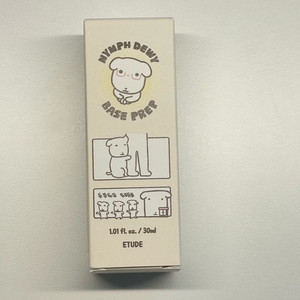 NYMPH DEWY
BASE PREP
1.01 fl. oz. / 30ml
ETUDE